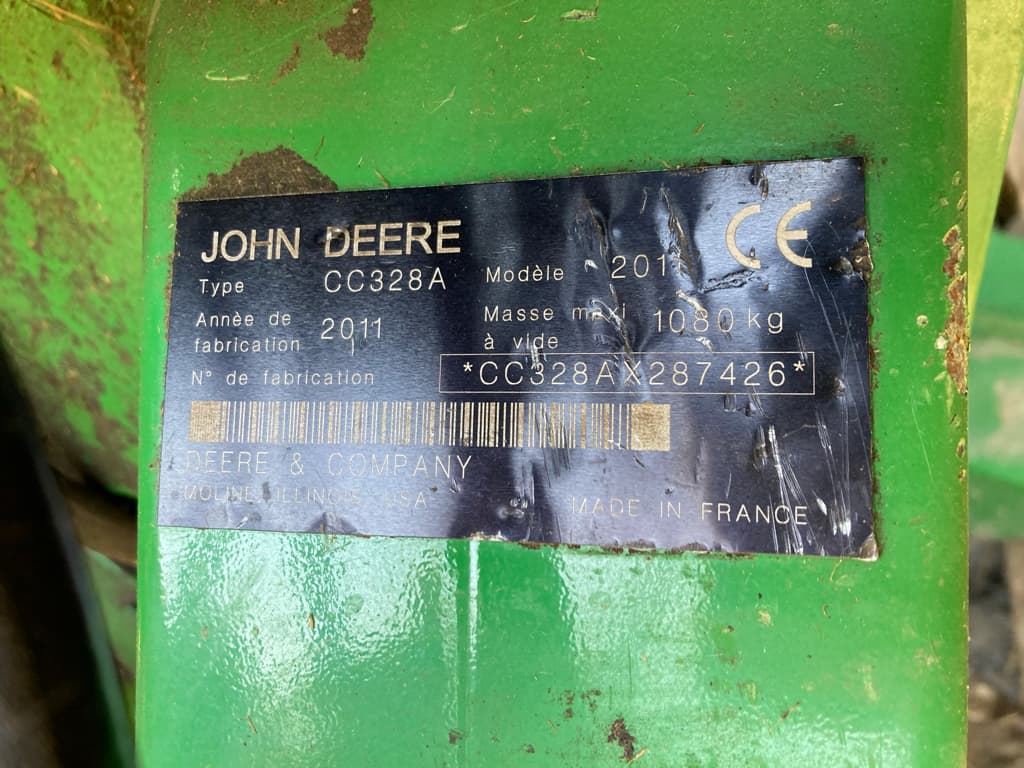 JOHN DEERE
CE
Type CC328A Modèle
Année de fabrication 2011 Masse maxi à vide 1080 kg
N° de fabrication *CC328AX287426*
DEERE & COMPANY
MOLINE, ILLINOIS - USA
MADE IN FRANCE